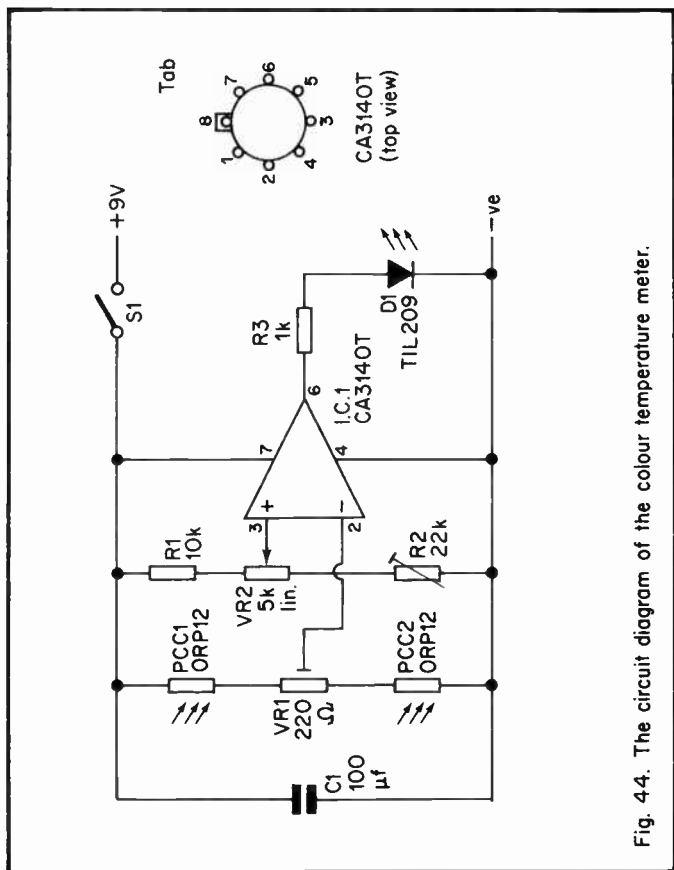 +9V
S1
Tab
8
1
7
2
6
4
5
3
CA3140T
(top view)
PCC1
ORP12
R1
10k
VR2
5k
lin.
3
+
7
2
−
4
6
I.C.1
CA3140T
R3
1k
VR1
220
Ω
C1
100
µf
PCC2
ORP12
R2
22k
D1
TIL209
−ve
Fig. 44. The circuit diagram of the colour temperature meter.